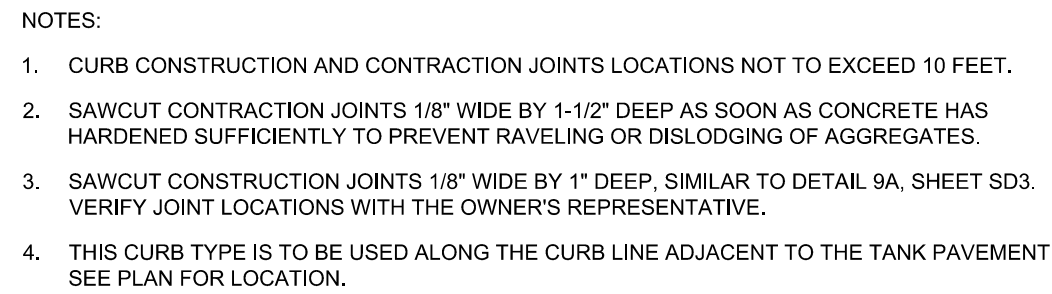 NOTES:
1. CURB CONSTRUCTION AND CONTRACTION JOINTS LOCATIONS NOT TO EXCEED 10 FEET.
2. SAWCUT CONTRACTION JOINTS 1/8" WIDE BY 1-1/2" DEEP AS SOON AS CONCRETE HAS
HARDENED SUFFICIENTLY TO PREVENT RAVELING OR DISLODGING OF AGGREGATES.
3. SAWCUT CONSTRUCTION JOINTS 1/8" WIDE BY 1" DEEP, SIMILAR TO DETAIL 9A, SHEET SD3.
VERIFY JOINT LOCATIONS WITH THE OWNER'S REPRESENTATIVE.
4. THIS CURB TYPE IS TO BE USED ALONG THE CURB LINE ADJACENT TO THE TANK PAVEMENT
SEE PLAN FOR LOCATION.